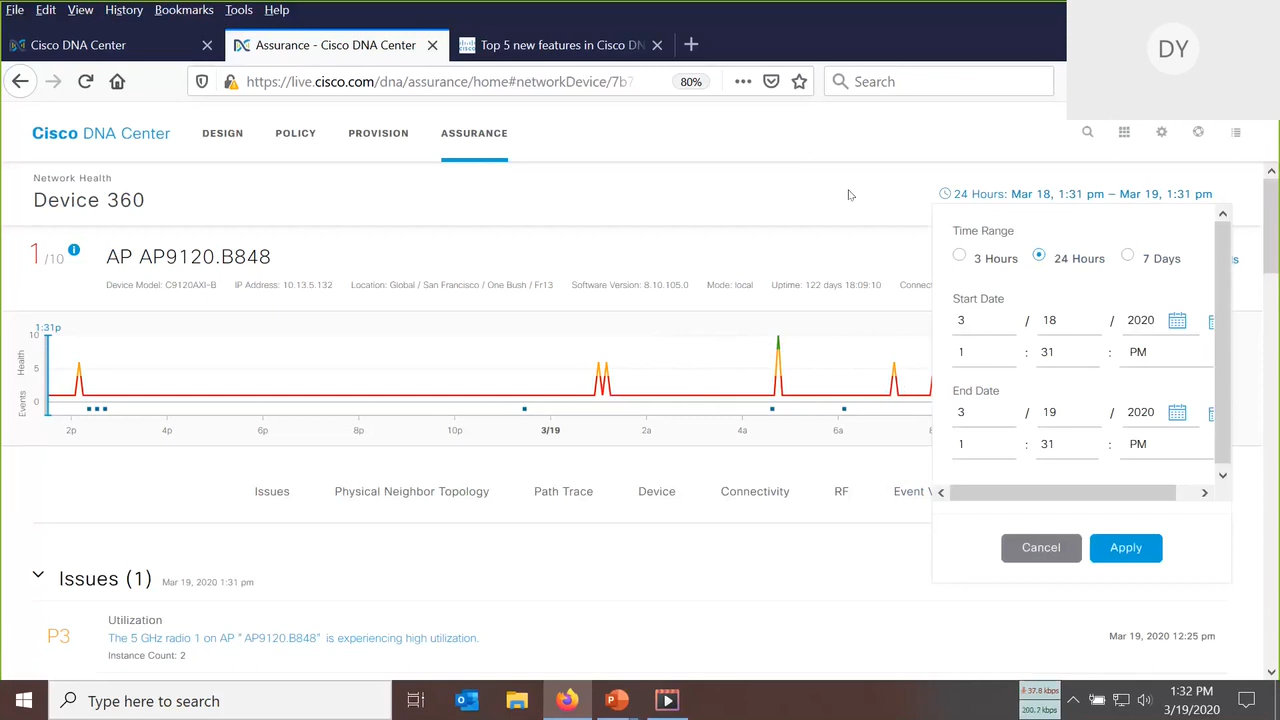 File Edit View History Bookmarks Tools Help
Cisco DNA Center
Assurance - Cisco DNA Center
Top 5 new features in Cisco DN
DY
https://live.cisco.com/dna/assurance/home#networkDevice/7b7
80%
Search
Cisco DNA Center
DESIGN
POLICY
PROVISION
ASSURANCE
Network Health
Device 360
24 Hours: Mar 18, 1:31 pm – Mar 19, 1:31 pm
Time Range
3 Hours
24 Hours
7 Days
Start Date
3 / 18 / 2020
1 : 31 : PM
End Date
3 / 19 / 2020
1 : 31 : PM
Cancel
Apply
1/10
AP AP9120.B848
Device Model: C9120AXI-B
IP Address: 10.13.5.132
Location: Global / San Francisco / One Bush / Fr13
Software Version: 8.10.105.0
Mode: local
Uptime: 122 days 18:09:10
Connect
1:31p
Health
Events
10
5
0
2p 4p 6p 8p 10p 3/19 2a 4a 6a
Issues
Physical Neighbor Topology
Path Trace
Device
Connectivity
RF
Event V
Issues (1)
Mar 19, 2020 1:31 pm
P3
Utilization
The 5 GHz radio 1 on AP " AP9120.B848" is experiencing high utilization.
Instance Count: 2
Mar 19, 2020 12:25 pm
Type here to search
37.8 kbps
200.7 kbps
1:32 PM
3/19/2020